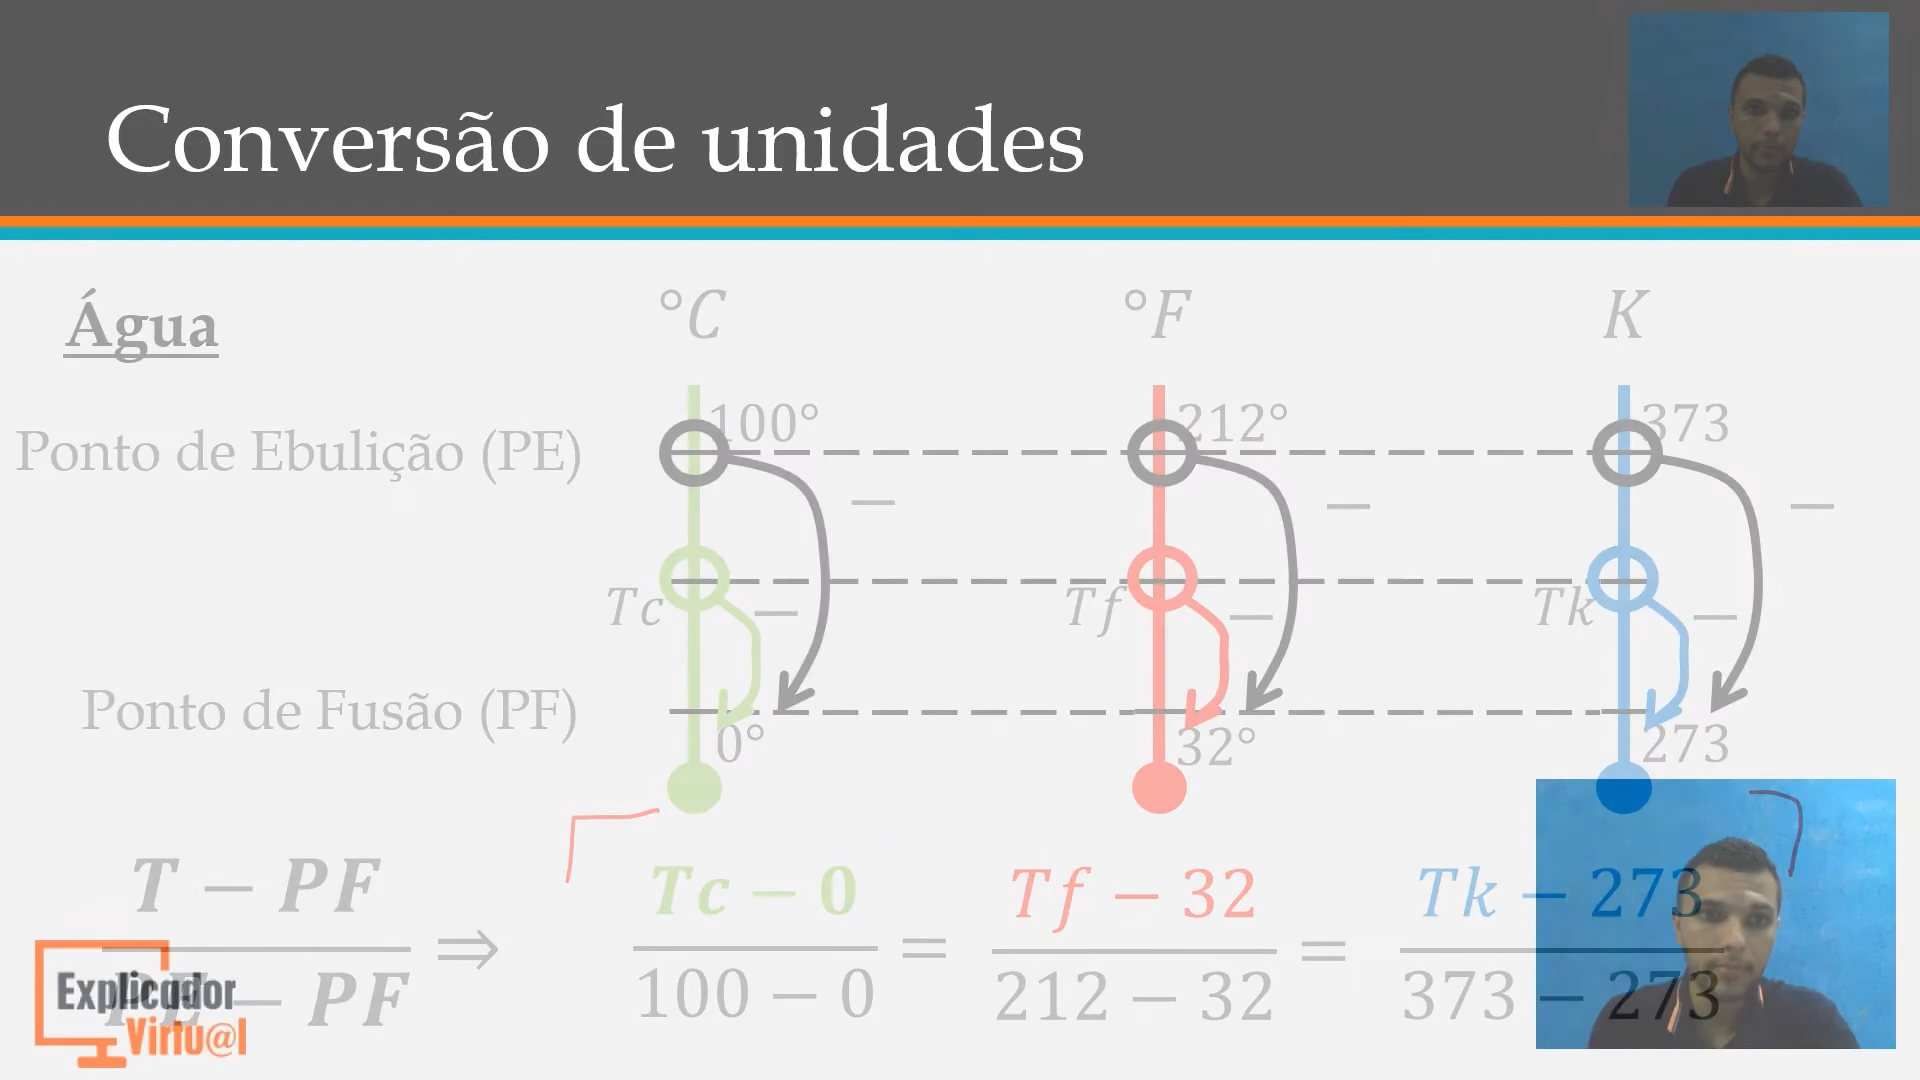 Conversão de unidades
Água
°C °F K
100° 212° 373
Ponto de Ebulição (PE)
— — —
Tc — Tf — Tk —
Ponto de Fusão (PF)
0° 32° 273
T − PF Tc − 0 Tf − 32 Tk − 273
⇒ = =
PE − PF 100 − 0 212 − 32 373 − 273
Explicador
Virtu@l